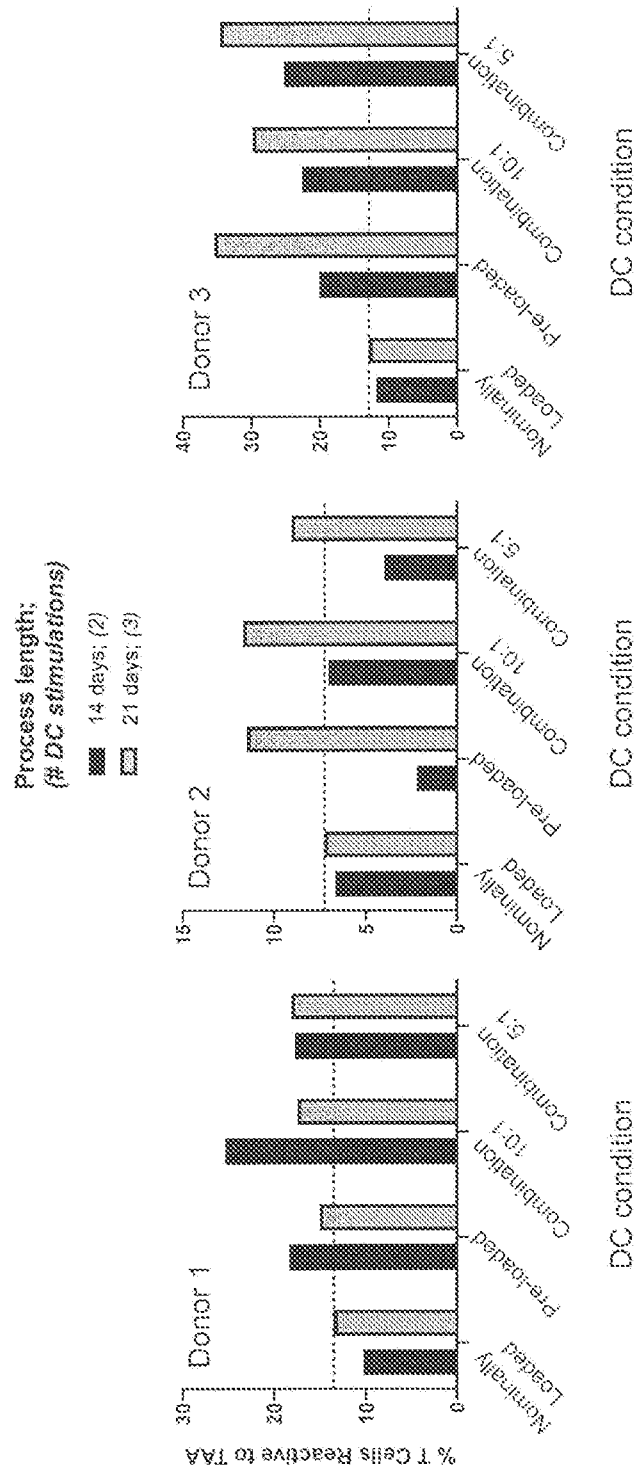 Process length;
(# DC stimulations)
14 days; (2)
21 days; (3)
% T Cells Reactive to TAA
Donor 1
30
20
10
0
Nominally
Loaded
Pre-loaded
Combination
10:1
Combination
5:1
DC condition
Donor 2
15
10
5
0
Nominally
Loaded
Pre-loaded
Combination
10:1
Combination
5:1
DC condition
Donor 3
40
30
20
10
0
Nominally
Loaded
Pre-loaded
Combination
10:1
Combination
5:1
DC condition